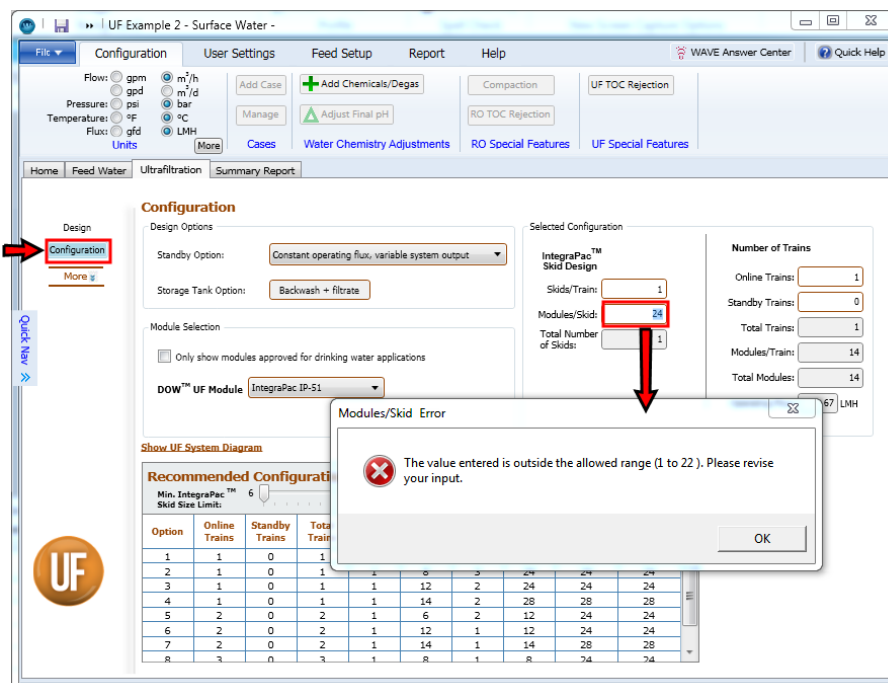 UF Example 2 - Surface Water -
File Configuration User Settings Feed Setup Report Help WAVE Answer Center Quick Help
Flow: gpm m³/h
gpd m³/d
Pressure: psi bar
Temperature: °F °C
Flux: gfd LMH
Units More
Add Case
Manage
Cases
Add Chemicals/Degas
Adjust Final pH
Water Chemistry Adjustments
Compaction
RO TOC Rejection
RO Special Features
UF TOC Rejection
UF Special Features
Home Feed Water Ultrafiltration Summary Report
Design
Configuration
More
Quick Nav
Configuration
Design Options
Standby Option: Constant operating flux, variable system output
Storage Tank Option: Backwash + filtrate
Module Selection
Only show modules approved for drinking water applications
DOW™ UF Module IntegraPac IP-51
Selected Configuration
IntegraPac™
Skid Design
Skids/Train: 1
Modules/Skid: 24
Total Number
of Skids: 1
Number of Trains
Online Trains: 1
Standby Trains: 0
Total Trains: 1
Modules/Train: 14
Total Modules: 14
67 LMH
Modules/Skid Error
The value entered is outside the allowed range (1 to 22 ). Please revise
your input.
OK
Show UF System Diagram
Recommended Configurati
Min. IntegraPac™ 6
Skid Size Limit:
Option Online Trains Standby Trains
1 1 0 1
2 1 0 1 1 8 3 24 24 24
3 1 0 1 1 12 2 24 24 24
4 1 0 1 1 14 2 28 28 28
5 2 0 2 1 6 2 12 24 24
6 2 0 2 1 12 1 12 24 24
7 2 0 2 1 14 1 14 28 28
8 3 0 3 1 8 1 8 24 24
UF